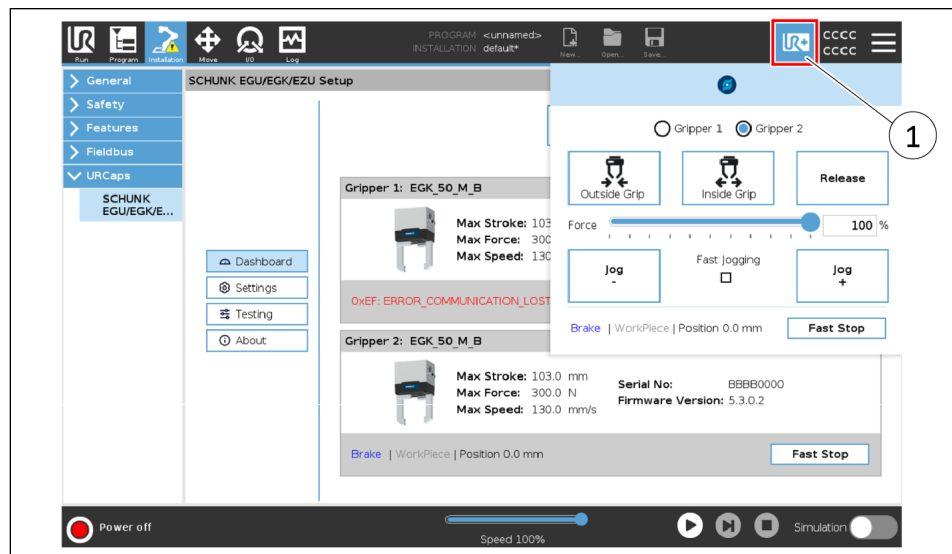 PROGRAM <unnamed>
INSTALLATION default*
UR
Run Program Installation Move I/O Log
New... Open... Save...
UR+
cccc
cccc
General
Safety
Features
Fieldbus
URCaps
SCHUNK
EGU/EGK/E...
SCHUNK EGU/EGK/EZU Setup
Dashboard
Settings
Testing
About
Gripper 1: EGK_50_M_B
Max Stroke: 103
Max Force: 300
Max Speed: 130
0xEF: ERROR_COMMUNICATION_LOST
Gripper 2: EGK_50_M_B
Max Stroke: 103.0 mm
Max Force: 300.0 N
Max Speed: 130.0 mm/s
Serial No: BBBB0000
Firmware Version: 5.3.0.2
Brake | WorkPiece | Position 0.0 mm
Fast Stop
Gripper 1 Gripper 2
Outside Grip
Inside Grip
Release
Force 100 %
Jog
-
Fast Jogging
Jog
+
Brake | WorkPiece | Position 0.0 mm
Fast Stop
1
Power off
Speed 100%
Simulation